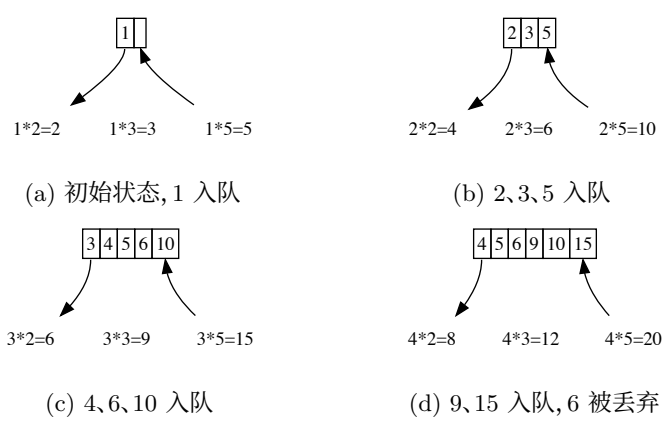 1
1*2=2 1*3=3 1*5=5
(a) 初始状态, 1 入队
2 3 5
2*2=4 2*3=6 2*5=10
(b) 2、3、5 入队
3 4 5 6 10
3*2=6 3*3=9 3*5=15
(c) 4、6、10 入队
4 5 6 9 10 15
4*2=8 4*3=12 4*5=20
(d) 9、15 入队, 6 被丢弃